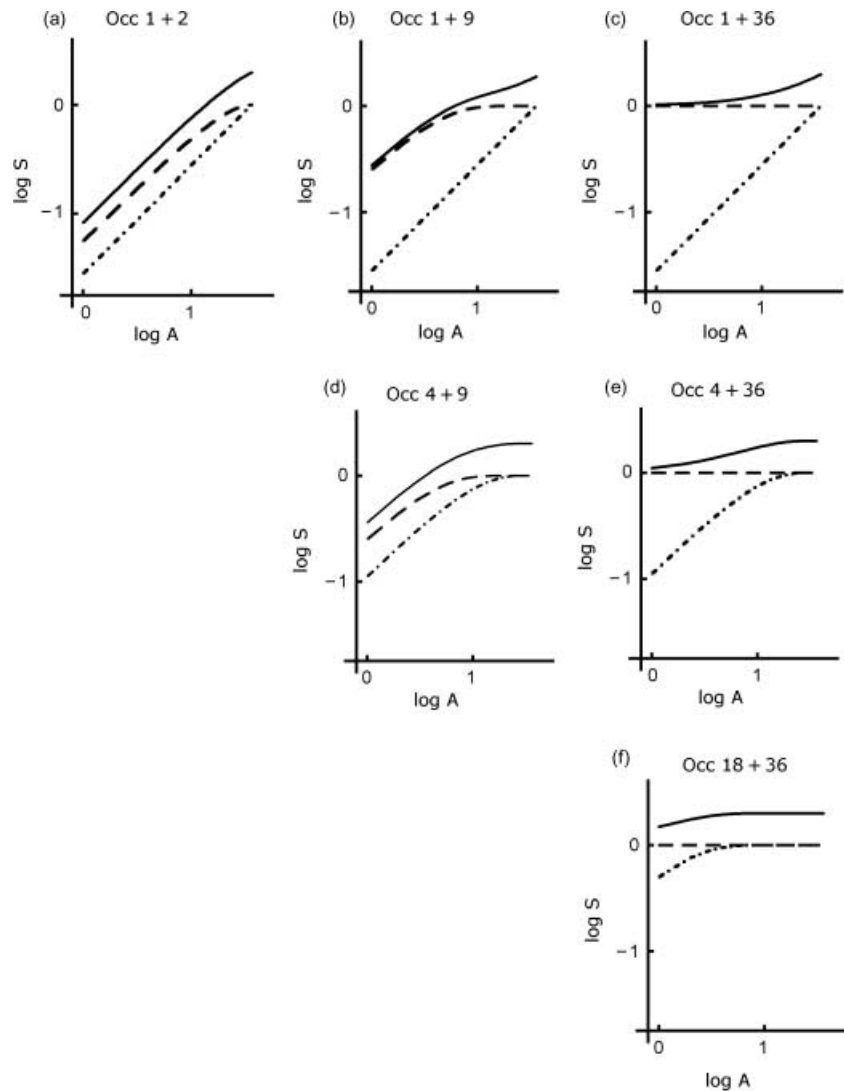 (a) Occ 1 + 2
0
log S
−1
0 1
log A
(b) Occ 1 + 9
0
log S
−1
0 1
log A
(c) Occ 1 + 36
0
log S
−1
0 1
log A
(d) Occ 4 + 9
0
log S
−1
0 1
log A
(e) Occ 4 + 36
0
log S
−1
0 1
log A
(f) Occ 18 + 36
0
log S
−1
0 1
log A